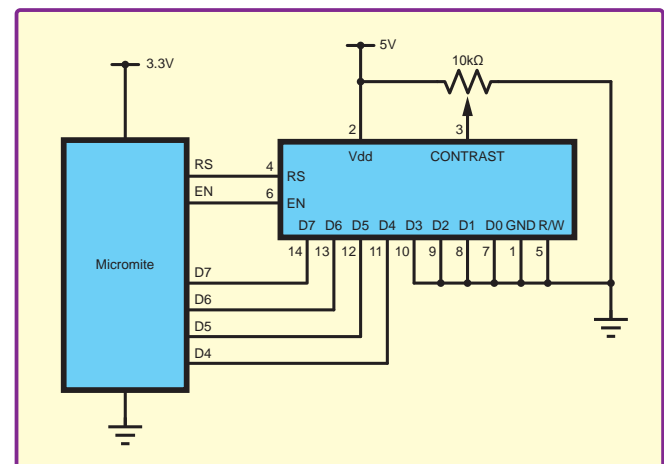 5V
3.3V
10kΩ
2
3
Vdd
CONTRAST
RS
4
RS
EN
6
EN
D7 D6 D5 D4 D3 D2 D1 D0 GND R/W
14 13 12 11 10 9 8 7 1 5
Micromite
D7
D6
D5
D4